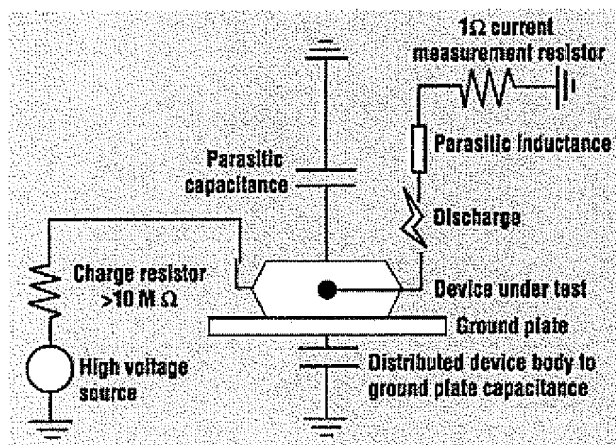 1Ω current
measurement resistor
Parasitic inductance
Parasitic
capacitance
Discharge
Charge resistor
>10 M Ω
Device under test
Ground plate
High voltage
source
Distributed device body to
ground plate capacitance